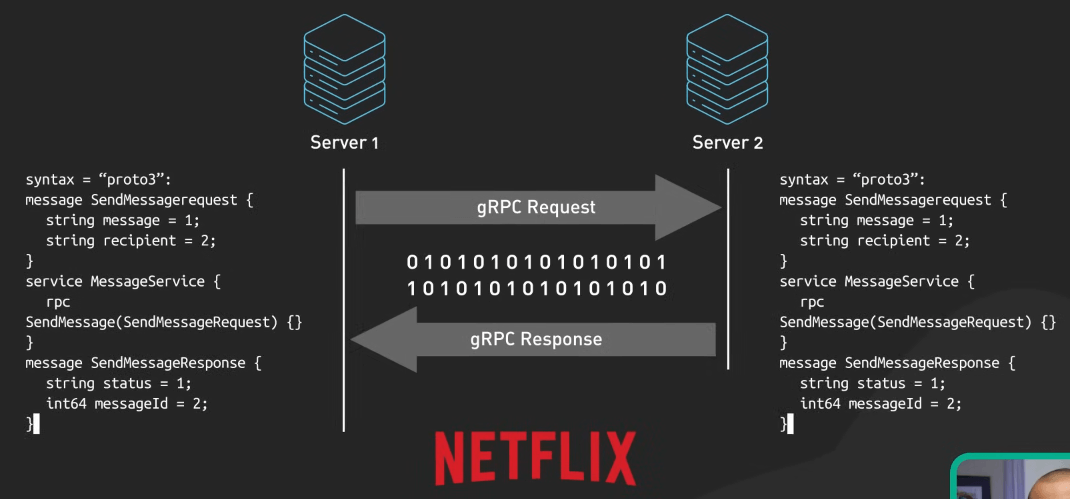 Server 1
Server 2
syntax = “proto3”:
message SendMessagerequest {
string message = 1;
string recipient = 2;
}
service MessageService {
rpc
SendMessage(SendMessageRequest) {}
}
message SendMessageResponse {
string status = 1;
int64 messageId = 2;
}
gRPC Request
0 1 0 1 0 1 0 1 0 1 0 1 0 1 0 1
1 0 1 0 1 0 1 0 1 0 1 0 1 0 1 0
gRPC Response
syntax = “proto3”:
message SendMessagerequest {
string message = 1;
string recipient = 2;
}
service MessageService {
rpc
SendMessage(SendMessageRequest) {}
}
message SendMessageResponse {
string status = 1;
int64 messageId = 2;
}
NETFLIX